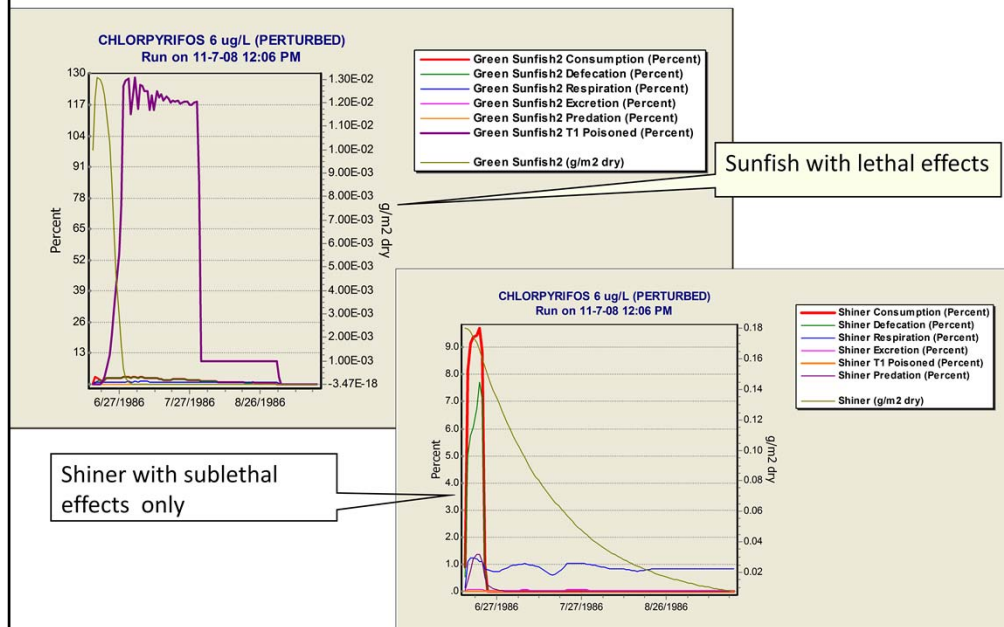 CHLORPYRIFOS 6 ug/L (PERTURBED)
Run on 11-7-08 12:06 PM
Green Sunfish2 Consumption (Percent)
Green Sunfish2 Defecation (Percent)
Green Sunfish2 Respiration (Percent)
Green Sunfish2 Excretion (Percent)
Green Sunfish2 Predation (Percent)
Green Sunfish2 T1 Poisoned (Percent)
Green Sunfish2 (g/m2 dry)
130
117
104
91
78
65
52
39
26
13
Percent
1.30E-02
1.20E-02
1.10E-02
1.00E-02
9.00E-03
8.00E-03
7.00E-03
6.00E-03
5.00E-03
4.00E-03
3.00E-03
2.00E-03
1.00E-03
-3.47E-18
g/m2 dry
6/27/1986 7/27/1986 8/26/1986
Sunfish with lethal effects
CHLORPYRIFOS 6 ug/L (PERTURBED)
Run on 11-7-08 12:06 PM
Shiner Consumption (Percent)
Shiner Defecation (Percent)
Shiner Respiration (Percent)
Shiner Excretion (Percent)
Shiner T1 Poisoned (Percent)
Shiner Predation (Percent)
Shiner (g/m2 dry)
9.0
8.0
7.0
6.0
5.0
4.0
3.0
2.0
1.0
.0
Percent
0.18
0.16
0.14
0.12
0.10
0.08
0.06
0.04
0.02
g/m2 dry
6/27/1986 7/27/1986 8/26/1986
Shiner with sublethal
effects only